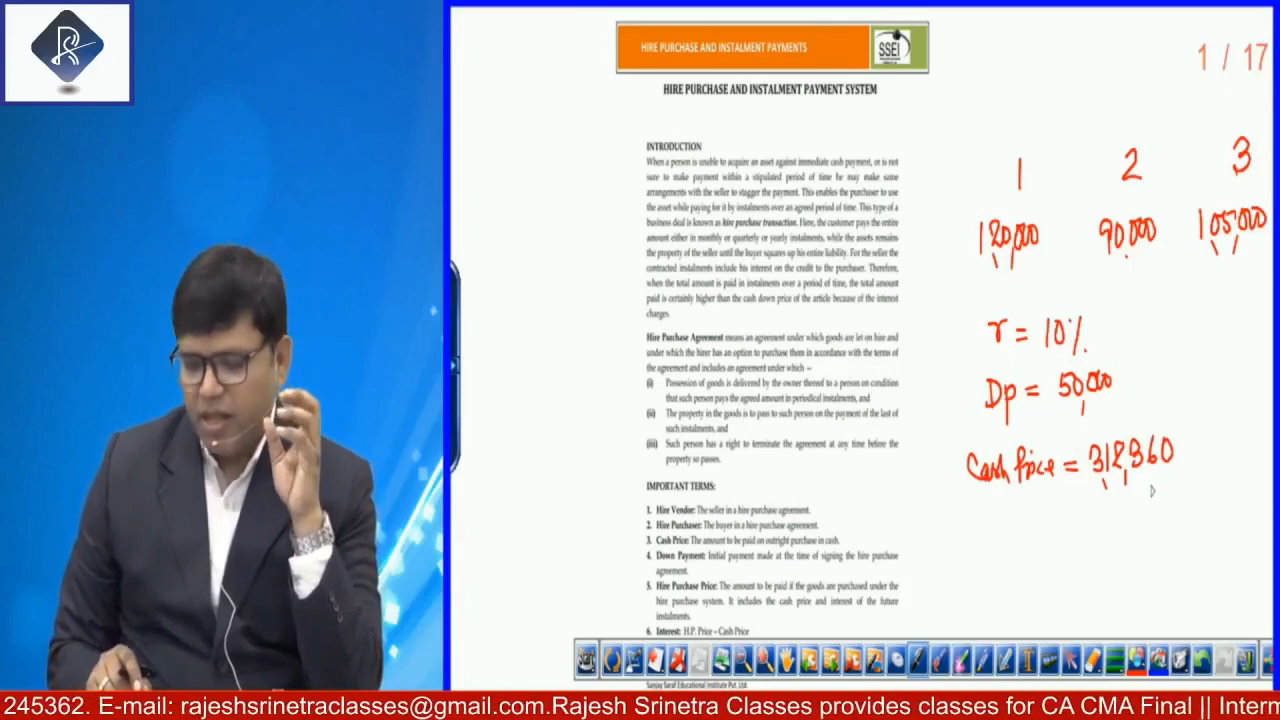 HIRE PURCHASE AND INSTALMENT PAYMENTS
SSEI
1 / 17
HIRE PURCHASE AND INSTALMENT PAYMENT SYSTEM
INTRODUCTION
When a person is unable to acquire an asset against immediate cash payment, or is not
sure to make payment within a stipulated period of time he may make some
arrangements with the seller to stagger the payment. This enables the purchaser to use
the asset while paying for it by instalments over an agreed period of time. This type of a
business deal is known as hire purchase transaction. Here, the customer pays the entire
amount either in monthly or quarterly or yearly instalments, while the assets remains
the property of the seller until the buyer squares up his entire liability. For the seller the
contracted instalments include his interest on the credit to the purchaser. Therefore,
when the total amount is paid in instalments over a period of time, the total amount
paid is certainly higher than the cash down price of the article because of the interest
charges.
Hire Purchase Agreement means an agreement under which goods are let on hire and
under which the hirer has an option to purchase them in accordance with the terms of
the agreement and includes an agreement under which –
(i) Possession of goods is delivered by the owner thereof to a person on condition
that such person pays the agreed amount in periodical instalments, and
(ii) The property in the goods is to pass to such person on the payment of the last of
such instalments, and
(iii) Such person has a right to terminate the agreement at any time before the
property so passes.
IMPORTANT TERMS:
1. Hire Vendor: The seller in a hire purchase agreement.
2. Hire Purchaser: The buyer in a hire purchase agreement.
3. Cash Price: The amount to be paid on outright purchase in cash.
4. Down Payment: Initial payment made at the time of signing the hire purchase
agreement.
5. Hire Purchase Price: The amount to be paid if the goods are purchased under the
hire purchase system. It includes the cash price and interest of the future
instalments.
6. Interest: H.P. Price – Cash Price
1 2 3
120,000 90,000 105,000
r = 10%
Dp = 50,000
Cash Price = 312,360
Start
Sanjay Saraf Educational Institute Pvt. Ltd.
245362. E-mail: rajeshsrinetraclasses@gmail.com.Rajesh Srinetra Classes provides classes for CA CMA Final || Intern